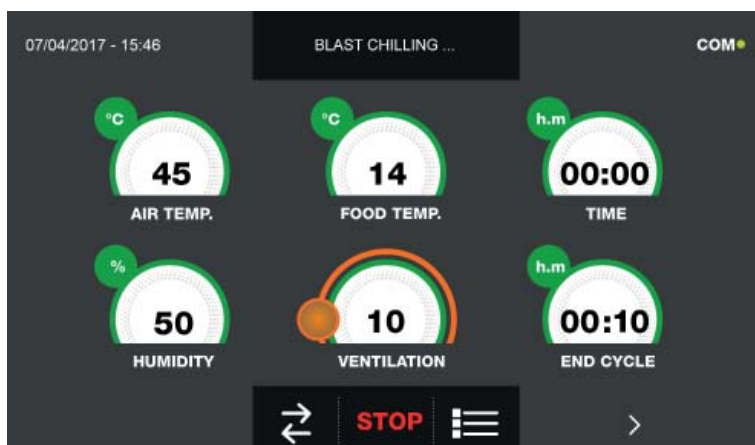 07/04/2017 - 15:46
BLAST CHILLING ...
COM
°C
45
AIR TEMP.
°C
14
FOOD TEMP.
h.m
00:00
TIME
%
50
HUMIDITY
10
VENTILATION
h.m
00:10
END CYCLE
STOP